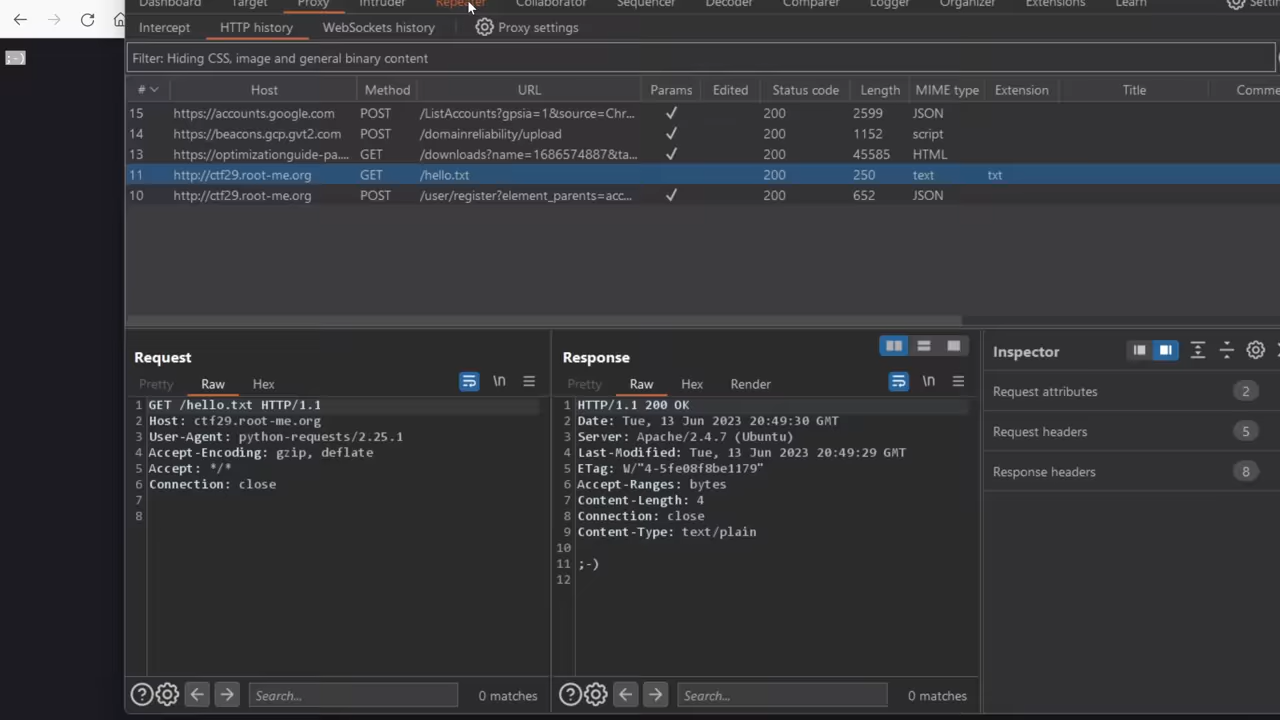 Dashboard Target Proxy Intruder Repeater Collaborator Sequencer Decoder Comparer Logger Organizer Extensions Learn
Intercept HTTP history WebSockets history Proxy settings
;-)
Filter: Hiding CSS, image and general binary content
# Host Method URL Params Edited Status code Length MIME type Extension Title Comme
15 https://accounts.google.com POST /ListAccounts?gpsia=1&source=Chr... ✓ 200 2599 JSON
14 https://beacons.gcp.gvt2.com POST /domainreliability/upload ✓ 200 1152 script
13 https://optimizationguide-pa.... GET /downloads?name=1686574887&ta... ✓ 200 45585 HTML
11 http://ctf29.root-me.org GET /hello.txt 200 250 text txt
10 http://ctf29.root-me.org POST /user/register?element_parents=acc... ✓ 200 652 JSON
Request
Pretty Raw Hex \n
1 GET /hello.txt HTTP/1.1
2 Host: ctf29.root-me.org
3 User-Agent: python-requests/2.25.1
4 Accept-Encoding: gzip, deflate
5 Accept: */*
6 Connection: close
7
8
Search... 0 matches
Response
Pretty Raw Hex Render \n
1 HTTP/1.1 200 OK
2 Date: Tue, 13 Jun 2023 20:49:30 GMT
3 Server: Apache/2.4.7 (Ubuntu)
4 Last-Modified: Tue, 13 Jun 2023 20:49:29 GMT
5 ETag: W/"4-5fe08f8be1179"
6 Accept-Ranges: bytes
7 Content-Length: 4
8 Connection: close
9 Content-Type: text/plain
10
11 ;-)
12
Search... 0 matches
Inspector
Request attributes 2
Request headers 5
Response headers 8